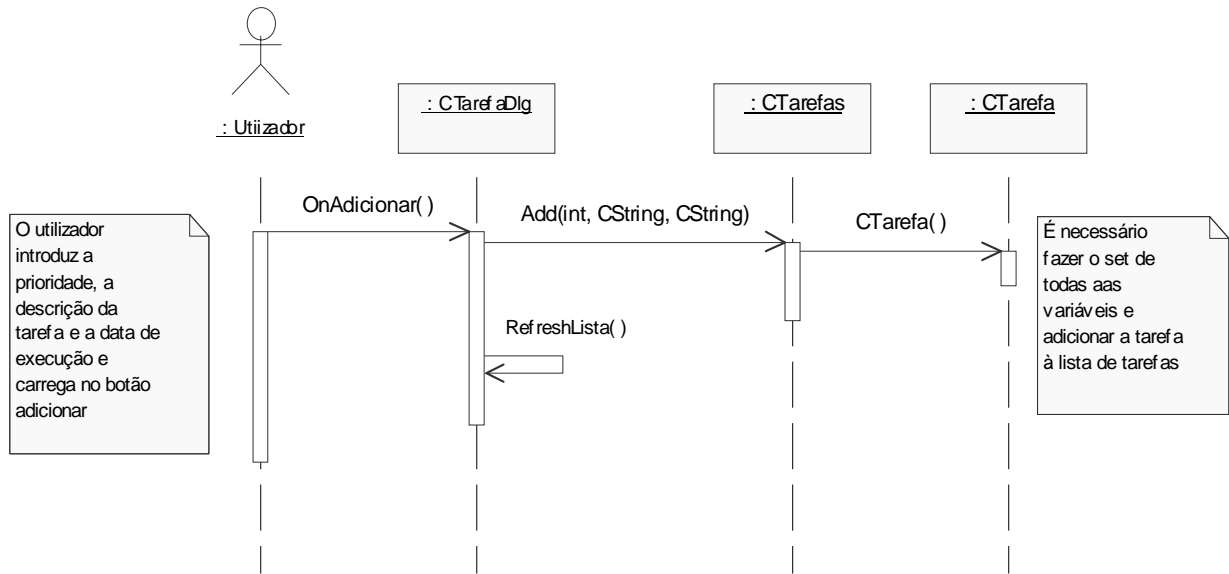 : Utiizador
: CTarefaDlg
: CTarefas
: CTarefa
OnAdicionar( )
Add(int, CString, CString)
CTarefa( )
RefreshLista( )
O utilizador
introduz a
prioridade, a
descrição da
tarefa e a data de
execução e
carrega no botão
adicionar
É necessário
fazer o set de
todas aas
variáveis e
adicionar a tarefa
à lista de tarefas